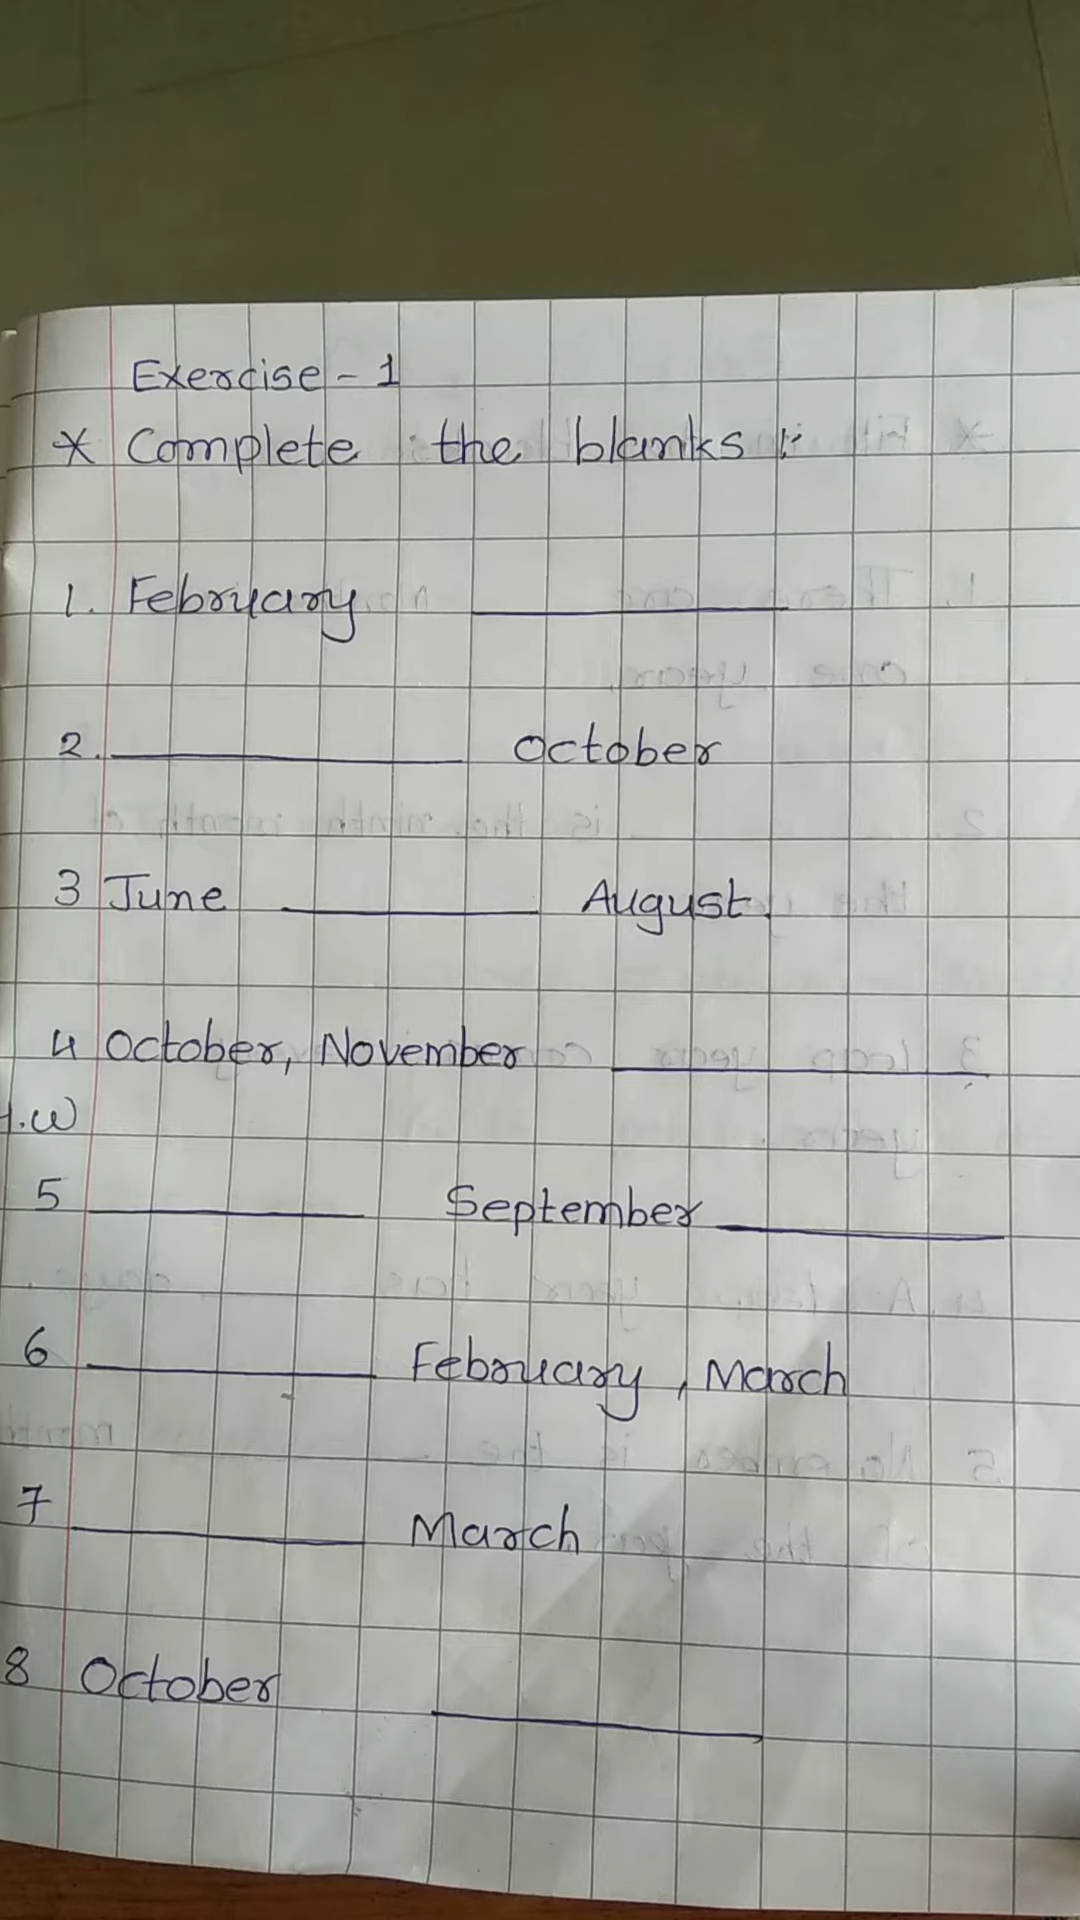 Exercise - 1
* Complete the blanks :-
1. February ________
2. ________ October
3 June ________ August.
4 October, November ________
H.W
5 ________ September ________
6 ________ February, March
7 ________ March
8 October ________